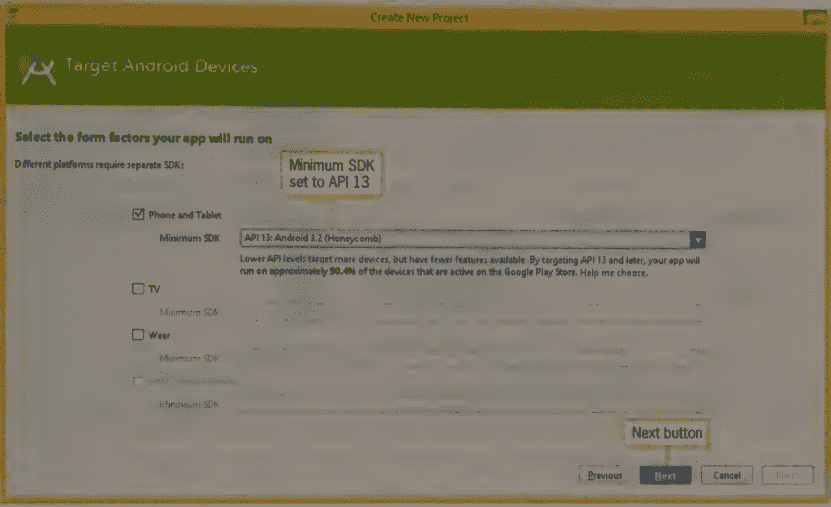 Create New Project
Target Android Devices
Select the form factors your app will run on
Different platforms require separate SDKs
Minimum SDK
set to API 13
Phone and Tablet
Minimum SDK
API 13: Android 3.2 (Honeycomb)
Lower API levels target more devices, but have fewer features available. By targeting API 13 and later, your app will
run on approximately 90.4% of the devices that are active on the Google Play Store. Help me choose.
TV
Minimum SDK
Wear
Minimum SDK
Minimum SDK
Next button
Previous
Next
Cancel